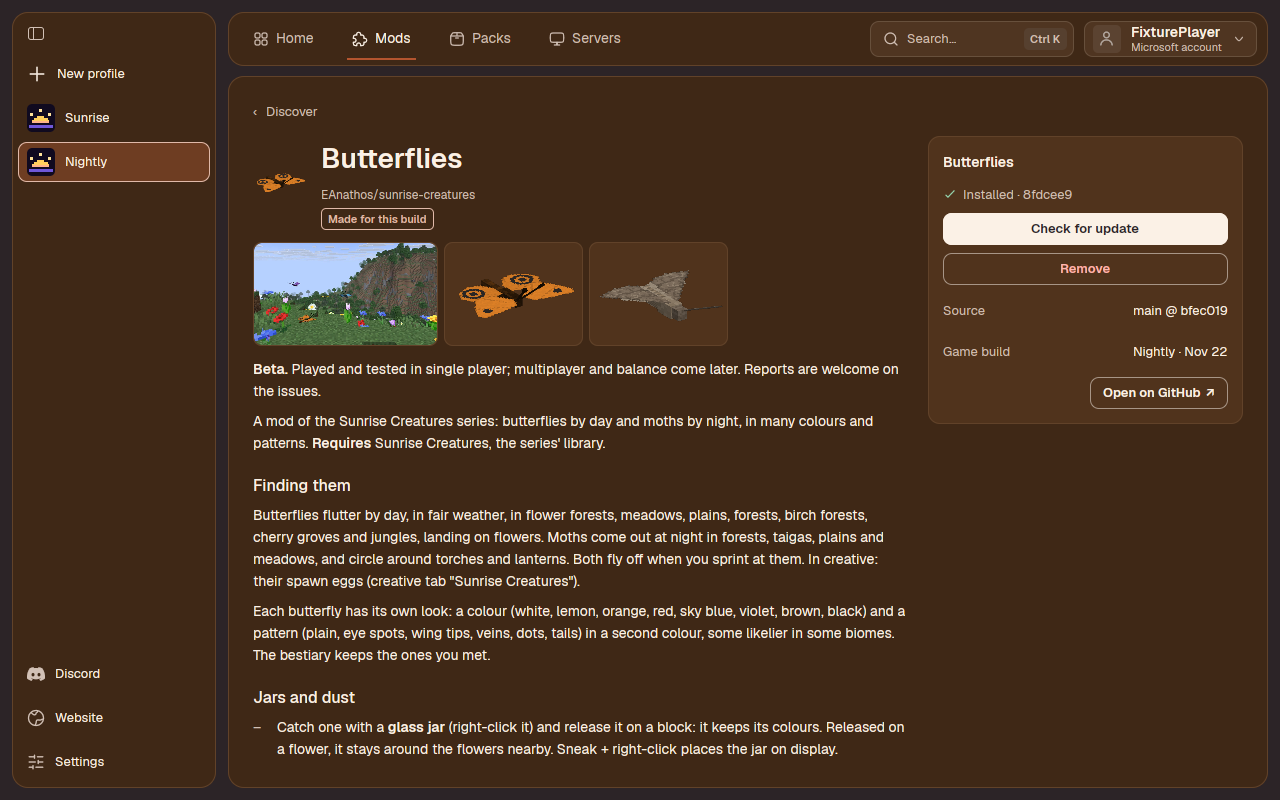 New profile
Sunrise
Nightly
Discord
Website
Settings
Home
Mods
Packs
Servers
Search...
Ctrl K
FixturePlayer
Microsoft account
‹ Discover
Butterflies
EAnathos/sunrise-creatures
Made for this build
Beta. Played and tested in single player; multiplayer and balance come later. Reports are welcome on
the issues.
A mod of the Sunrise Creatures series: butterflies by day and moths by night, in many colours and
patterns. Requires Sunrise Creatures, the series' library.
Finding them
Butterflies flutter by day, in fair weather, in flower forests, meadows, plains, forests, birch forests,
cherry groves and jungles, landing on flowers. Moths come out at night in forests, taigas, plains and
meadows, and circle around torches and lanterns. Both fly off when you sprint at them. In creative:
their spawn eggs (creative tab "Sunrise Creatures").
Each butterfly has its own look: a colour (white, lemon, orange, red, sky blue, violet, brown, black) and a
pattern (plain, eye spots, wing tips, veins, dots, tails) in a second colour, some likelier in some biomes.
The bestiary keeps the ones you met.
Jars and dust
– Catch one with a glass jar (right-click it) and release it on a block: it keeps its colours. Released on
a flower, it stays around the flowers nearby. Sneak + right-click places the jar on display.
Butterflies
Installed · 8fdcee9
Check for update
Remove
Source main @ bfec019
Game build Nightly · Nov 22
Open on GitHub ↗